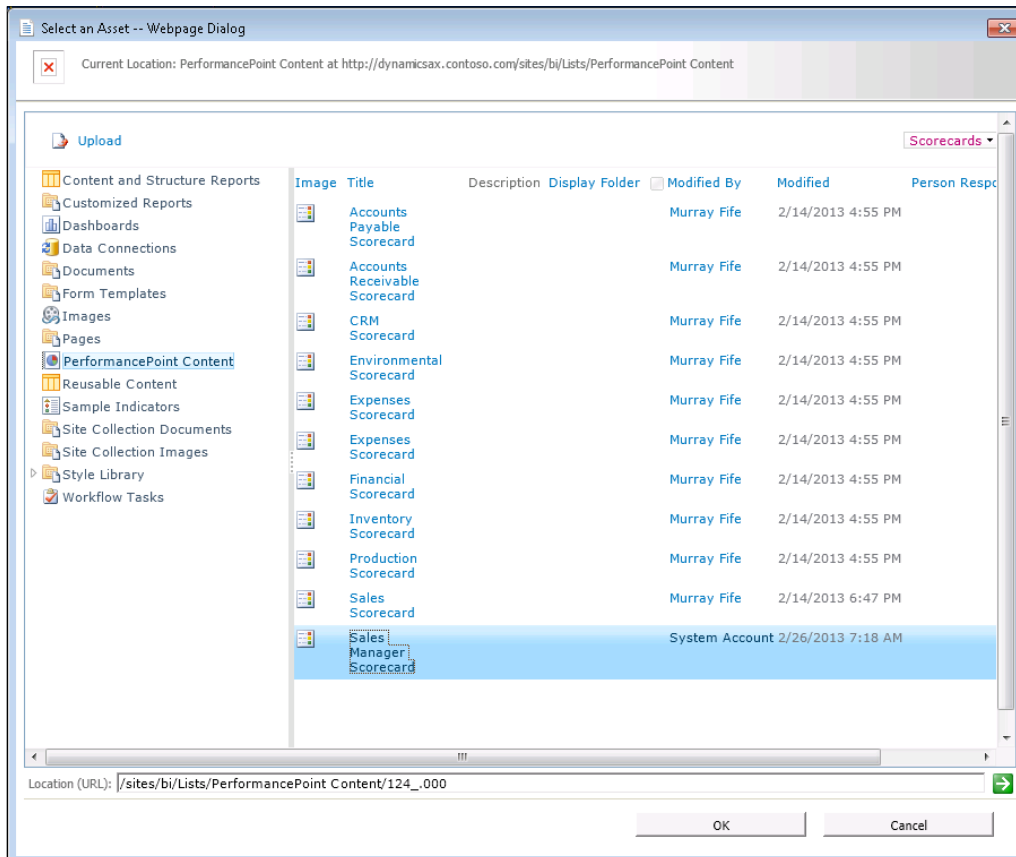 Select an Asset -- Webpage Dialog
Current Location: PerformancePoint Content at http://dynamicsax.contoso.com/sites/bi/Lists/PerformancePoint Content
Upload
Scorecards
Content and Structure Reports
Customized Reports
Dashboards
Data Connections
Documents
Form Templates
Images
Pages
PerformancePoint Content
Reusable Content
Sample Indicators
Site Collection Documents
Site Collection Images
Style Library
Workflow Tasks
Image Title Description Display Folder Modified By Modified Person Respo
Accounts Murray Fife 2/14/2013 4:55 PM
Payable
Scorecard
Accounts Murray Fife 2/14/2013 4:55 PM
Receivable
Scorecard
CRM Murray Fife 2/14/2013 4:55 PM
Scorecard
Environmental Murray Fife 2/14/2013 4:55 PM
Scorecard
Expenses Murray Fife 2/14/2013 4:55 PM
Scorecard
Expenses Murray Fife 2/14/2013 4:55 PM
Scorecard
Financial Murray Fife 2/14/2013 4:55 PM
Scorecard
Inventory Murray Fife 2/14/2013 4:55 PM
Scorecard
Production Murray Fife 2/14/2013 4:55 PM
Scorecard
Sales Murray Fife 2/14/2013 6:47 PM
Scorecard
Sales System Account 2/26/2013 7:18 AM
Manager
Scorecard
Location (URL): /sites/bi/Lists/PerformancePoint Content/124_.000
OK Cancel